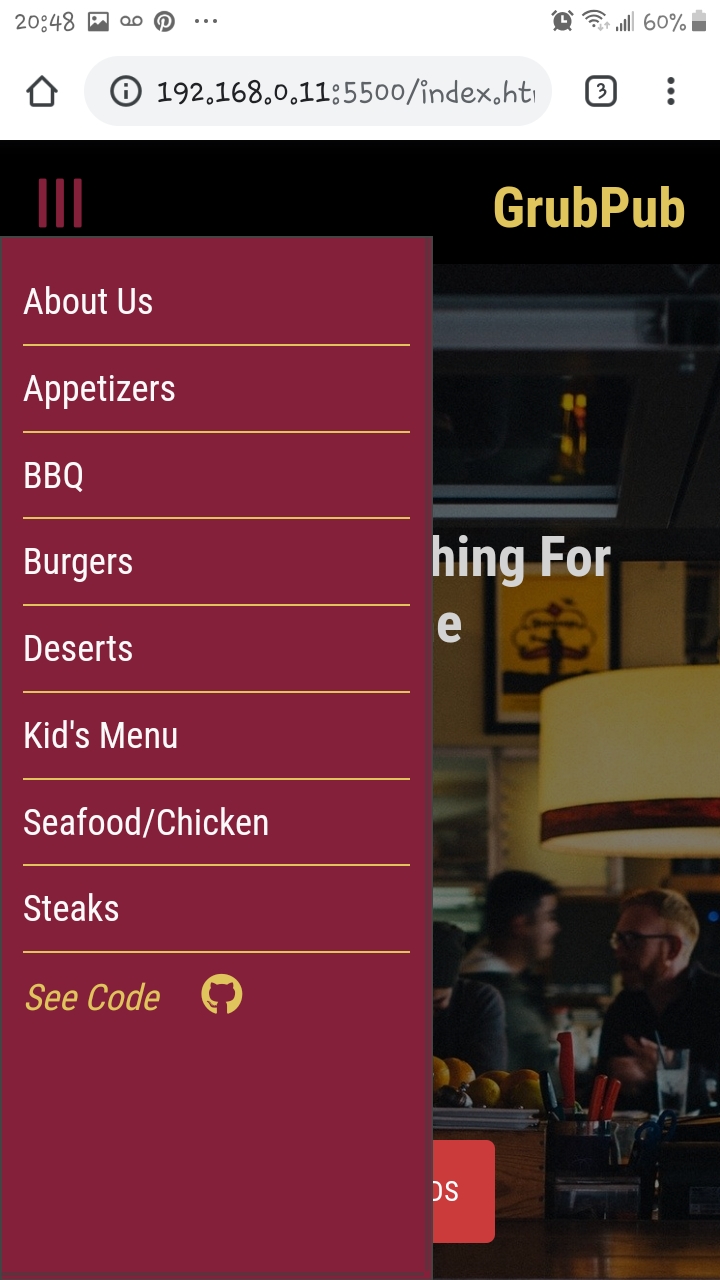 20:48
60%
192.168.0.11:5500/index.ht
3
GrubPub
About Us
Appetizers
BBQ
Burgers
Deserts
Kid's Menu
Seafood/Chicken
Steaks
See Code
hing For
e